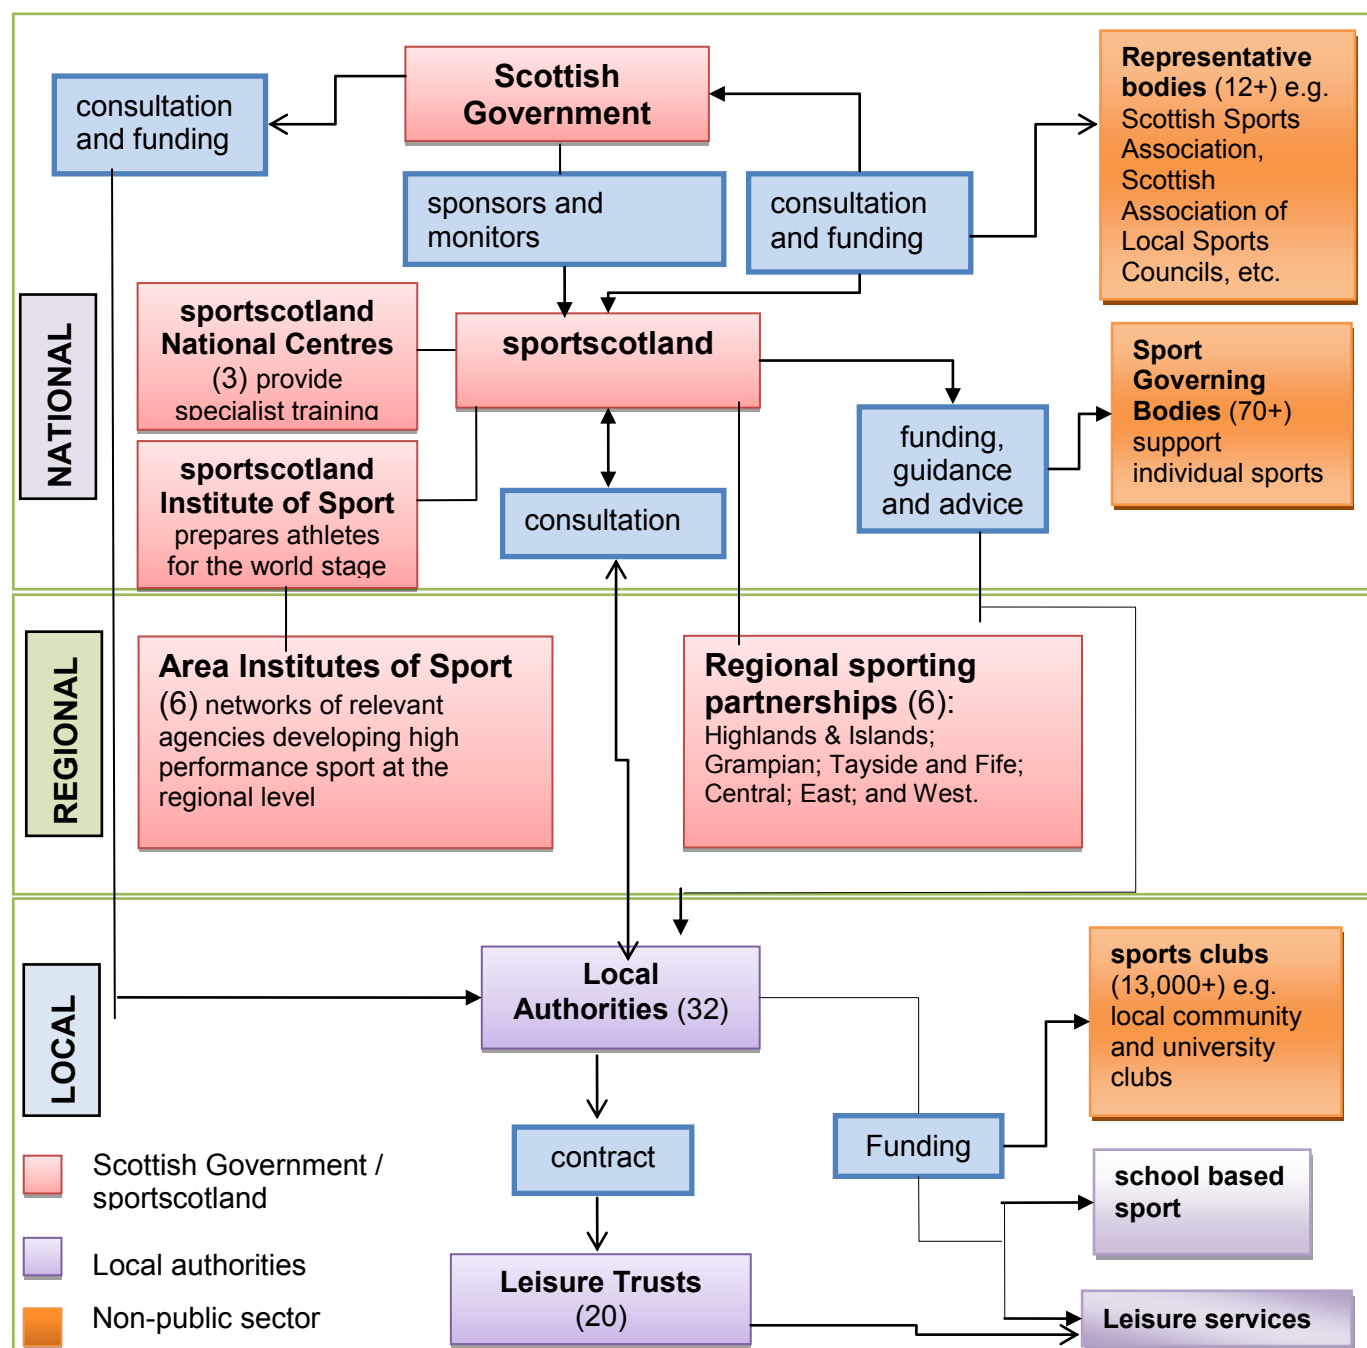 consultation
and funding
Scottish
Government
Representative
bodies (12+) e.g.
Scottish Sports
Association,
Scottish
Association of
Local Sports
Councils, etc.
sponsors and
monitors
consultation
and funding
NATIONAL
sportscotland
National Centres
(3) provide
specialist training
sportscotland
Sport
Governing
Bodies (70+)
support
individual sports
funding,
guidance
and advice
sportscotland
Institute of Sport
prepares athletes
for the world stage
consultation
REGIONAL
Area Institutes of Sport
(6) networks of relevant
agencies developing high
performance sport at the
regional level
Regional sporting
partnerships (6):
Highlands & Islands;
Grampian; Tayside and Fife;
Central; East; and West.
LOCAL
Local
Authorities (32)
sports clubs
(13,000+) e.g.
local community
and university
clubs
contract
Funding
school based
sport
Leisure Trusts
(20)
Leisure services
Scottish Government /
sportscotland
Local authorities
Non-public sector